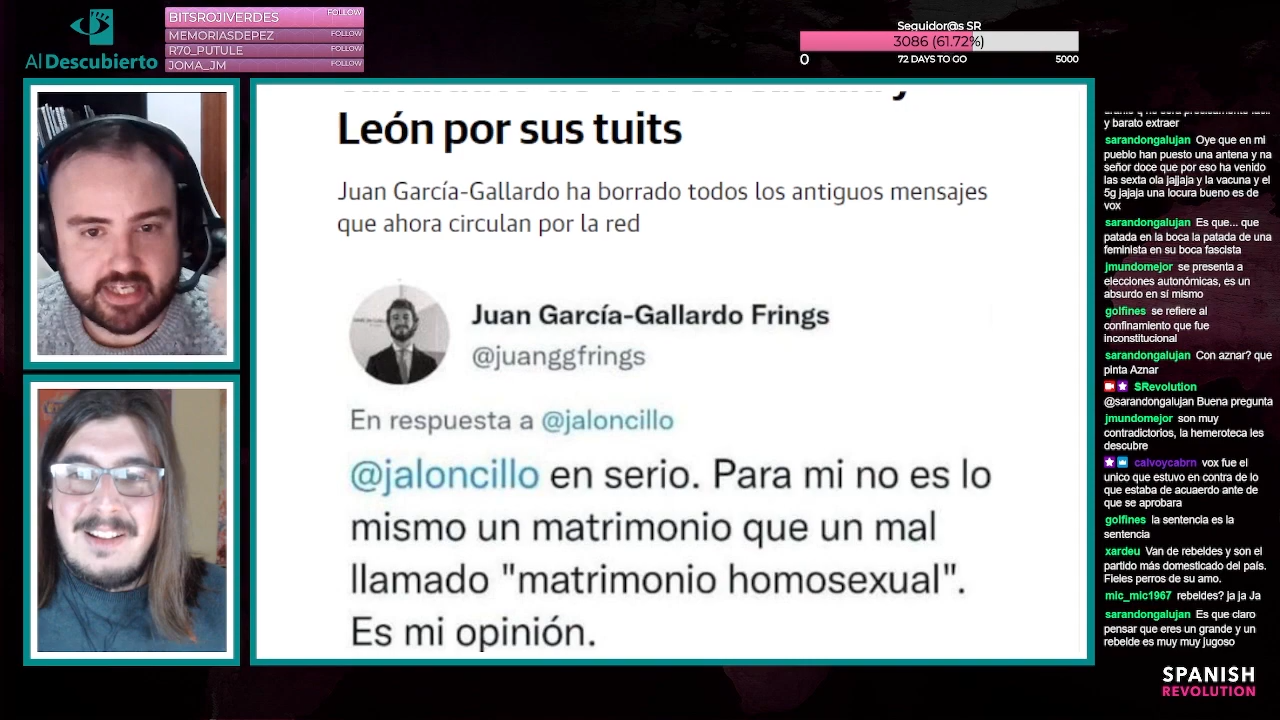 Al Descubierto
BITSROJIVERDES FOLLOW
MEMORIASDEPEZ FOLLOW
R70_PUTULE FOLLOW
JOMA_JM FOLLOW
Seguidor@s SR
3086 (61.72%)
0 72 DAYS TO GO 5000
León por sus tuits
Juan García-Gallardo ha borrado todos los antiguos mensajes
que ahora circulan por la red
Juan García-Gallardo Frings
@juanggfrings
En respuesta a @jaloncillo
@jaloncillo en serio. Para mi no es lo
mismo un matrimonio que un mal
llamado "matrimonio homosexual".
Es mi opinión.
y barato extraer
sarandongalujan Oye que en mi
pueblo han puesto una antena y na
señor doce que por eso ha venido
las sexta ola jajjaja y la vacuna y el
5g jajaja una locura bueno es de
vox
sarandongalujan Es que... que
patada en la boca la patada de una
feminista en su boca fascista
jmundomejor se presenta a
elecciones autonómicas, es un
absurdo en sí mismo
golfines se refiere al
confinamiento que fue
inconstitucional
sarandongalujan Con aznar? que
pinta Aznar
SRevolution
@sarandongalujan Buena pregunta
jmundomejor son muy
contradictorios, la hemeroteca les
descubre
calvoycabrn vox fue el
unico que estuvo en contra de lo
que estaba de acuaerdo ante de
que se aprobara
golfines la sentencia es la
sentencia
xardeu Van de rebeldes y son el
partido más domesticado del país.
Fieles perros de su amo.
mic_mic1967 rebeldes? ja ja Ja
sarandongalujan Es que claro
pensar que eres un grande y un
rebelde es muy muy jugoso
SPANISH
REVOLUTION